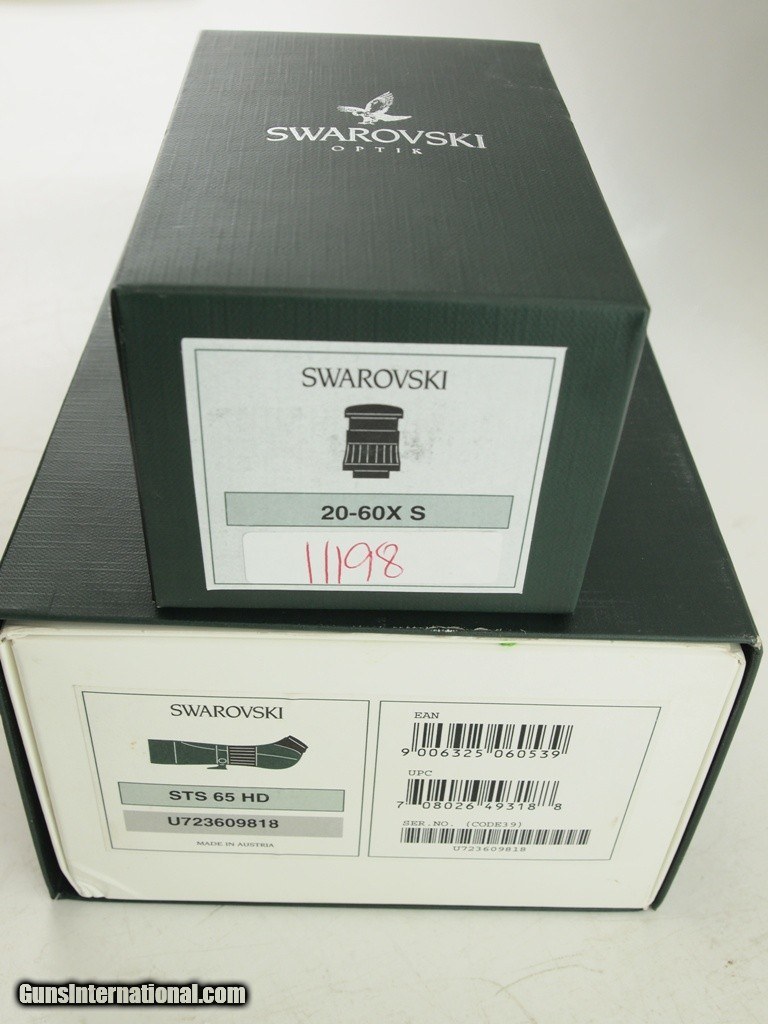 SWAROVSKI
OPTIK
SWAROVSKI
20-60X S
11198
SWAROVSKI
STS 65 HD
U723609818
MADE IN AUSTRIA
EAN
9 006325 060539
UPC
7 08026 49318 8
SER.NO. (CODE39)
U723609818
GunsInternational.com